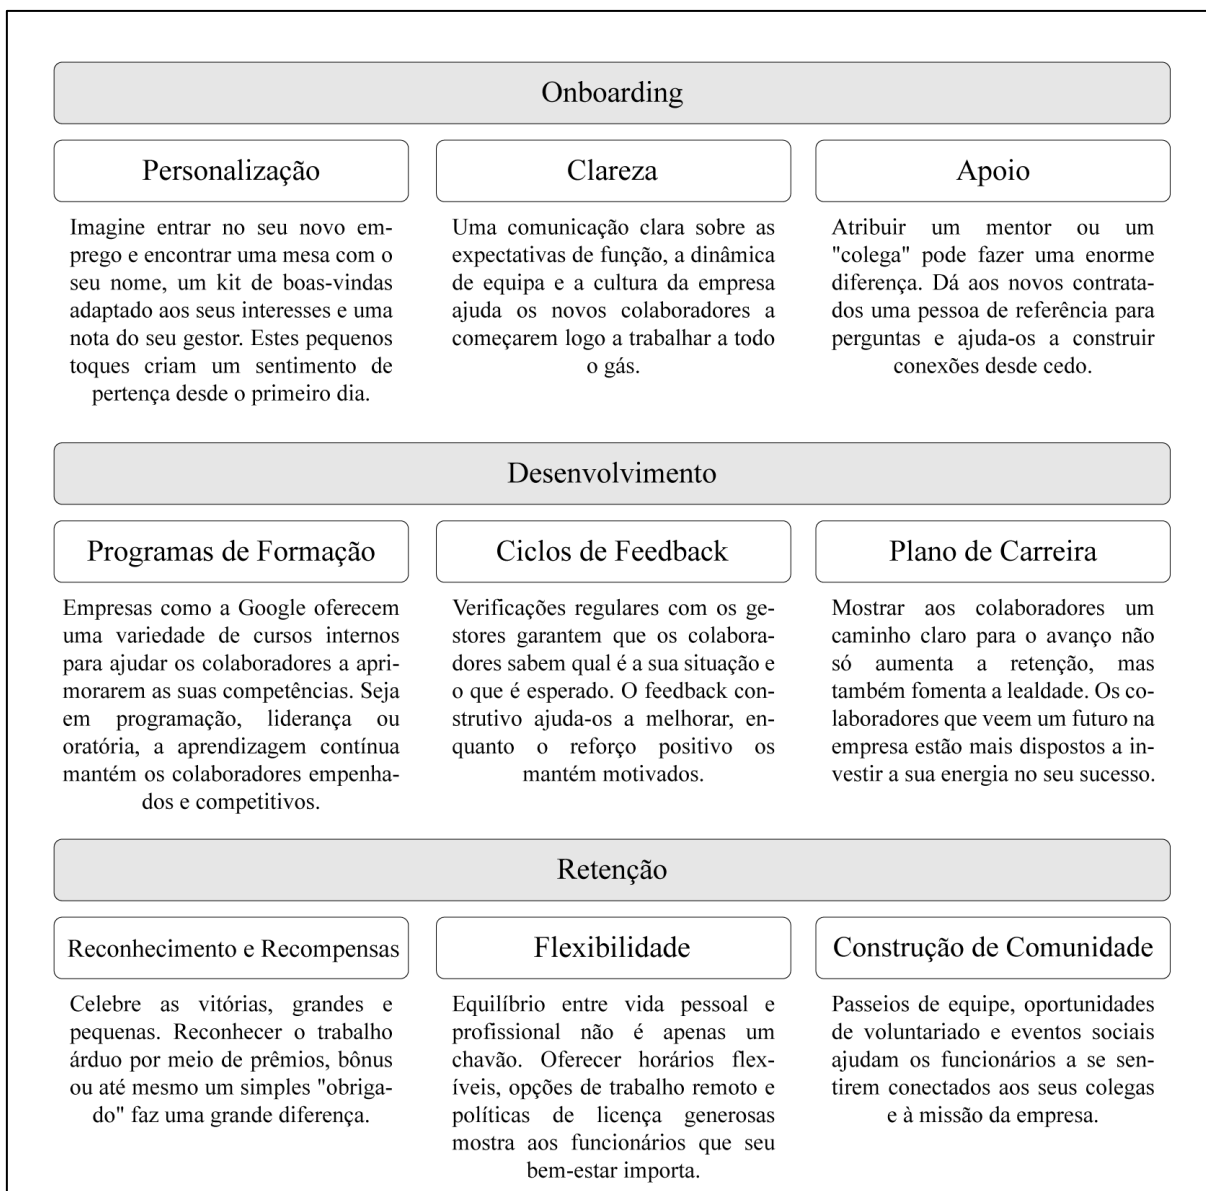 Onboarding
Personalização
Imagine entrar no seu novo em-
prego e encontrar uma mesa com o
seu nome, um kit de boas-vindas
adaptado aos seus interesses e uma
nota do seu gestor. Estes pequenos
toques criam um sentimento de
pertença desde o primeiro dia.
Clareza
Uma comunicação clara sobre as
expectativas de função, a dinâmica
de equipa e a cultura da empresa
ajuda os novos colaboradores a
começarem logo a trabalhar a todo
o gás.
Apoio
Atribuir um mentor ou um
"colega" pode fazer uma enorme
diferença. Dá aos novos contrata-
dos uma pessoa de referência para
perguntas e ajuda-os a construir
conexões desde cedo.
Desenvolvimento
Programas de Formação
Empresas como a Google oferecem
uma variedade de cursos internos
para ajudar os colaboradores a apri-
morarem as suas competências. Seja
em programação, liderança ou
oratória, a aprendizagem contínua
mantém os colaboradores empenha-
dos e competitivos.
Ciclos de Feedback
Verificações regulares com os ge-
stores garantem que os colabora-
dores sabem qual é a sua situação e
o que é esperado. O feedback con-
strutivo ajuda-os a melhorar, en-
quanto o reforço positivo os
mantém motivados.
Plano de Carreira
Mostrar aos colaboradores um
caminho claro para o avanço não
só aumenta a retenção, mas
também fomenta a lealdade. Os co-
laboradores que veem um futuro na
empresa estão mais dispostos a in-
vestir a sua energia no seu sucesso.
Retenção
Reconhecimento e Recompensas
Celebre as vitórias, grandes e
pequenas. Reconhecer o trabalho
árduo por meio de prêmios, bônus
ou até mesmo um simples "obriga-
do" faz uma grande diferença.
Flexibilidade
Equilíbrio entre vida pessoal e
profissional não é apenas um
chavão. Oferecer horários flex-
íveis, opções de trabalho remoto e
políticas de licença generosas
mostra aos funcionários que seu
bem-estar importa.
Construção de Comunidade
Passeios de equipe, oportunidades
de voluntariado e eventos sociais
ajudam os funcionários a se sen-
tirem conectados aos seus colegas
e à missão da empresa.